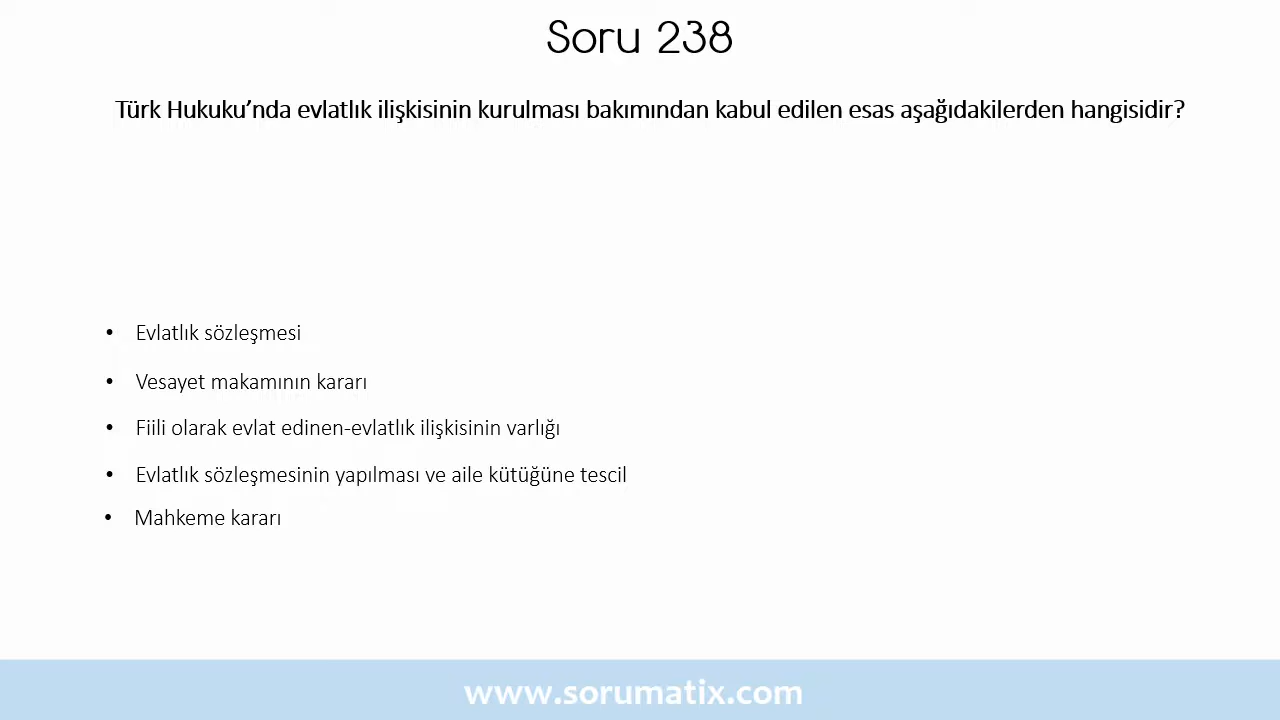 Soru 238
Türk Hukuku’nda evlatlık ilişkisinin kurulması bakımından kabul edilen esas aşağıdakilerden hangisidir?
• Evlatlık sözleşmesi
• Vesayet makamının kararı
• Fiili olarak evlat edinen-evlatlık ilişkisinin varlığı
• Evlatlık sözleşmesinin yapılması ve aile kütüğüne tescil
• Mahkeme kararı
www.sorumatix.com